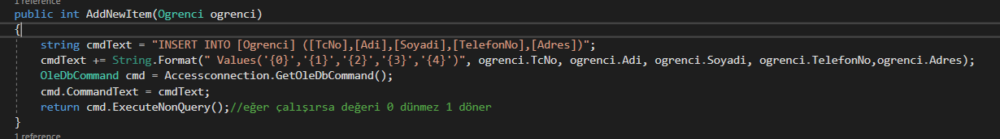 1 reference
public int AddNewItem(Ogrenci ogrenci)
{
string cmdText = "INSERT INTO [Ogrenci] ([TcNo],[Adi],[Soyadi],[TelefonNo],[Adres])";
cmdText += String.Format(" Values('{0}','{1}','{2}','{3}','{4}')", ogrenci.TcNo, ogrenci.Adi, ogrenci.Soyadi, ogrenci.TelefonNo,ogrenci.Adres);
OleDbCommand cmd = Accessconnection.GetOleDbCommand();
cmd.CommandText = cmdText;
return cmd.ExecuteNonQuery();//eğer çalışırsa değeri 0 dünmez 1 döner
}
1 reference